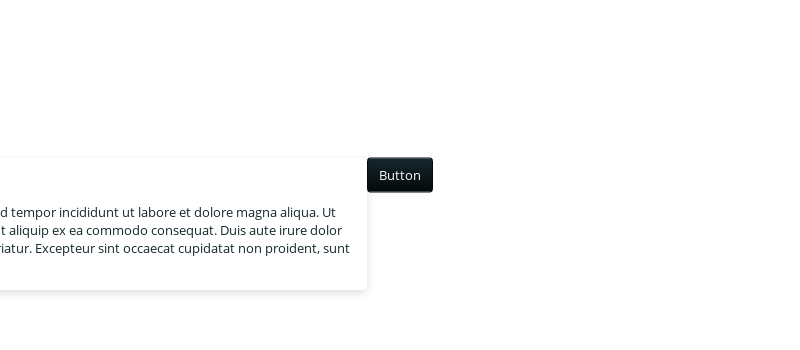 Button
d tempor incididunt ut labore et dolore magna aliqua. Ut
t aliquip ex ea commodo consequat. Duis aute irure dolor
riatur. Excepteur sint occaecat cupidatat non proident, sunt